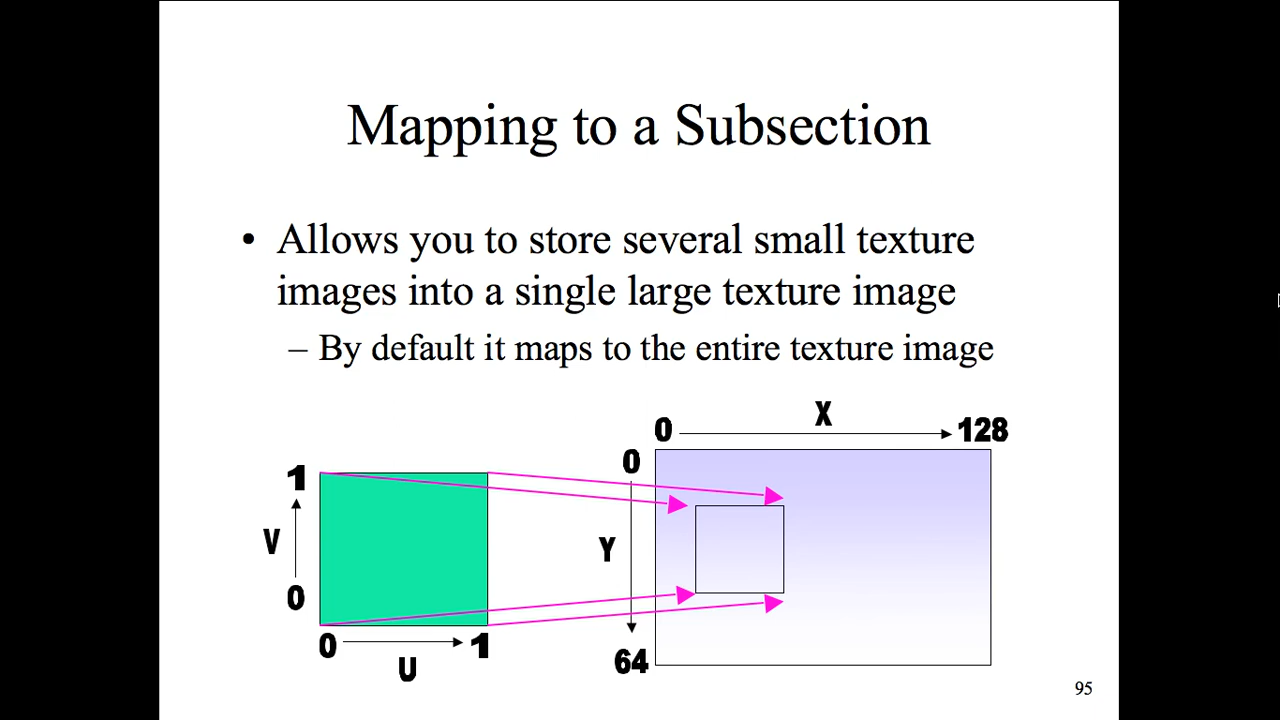 Mapping to a Subsection
• Allows you to store several small texture
images into a single large texture image
– By default it maps to the entire texture image
X
0 128
0
1
V
Y
0
0 1
U
64
95